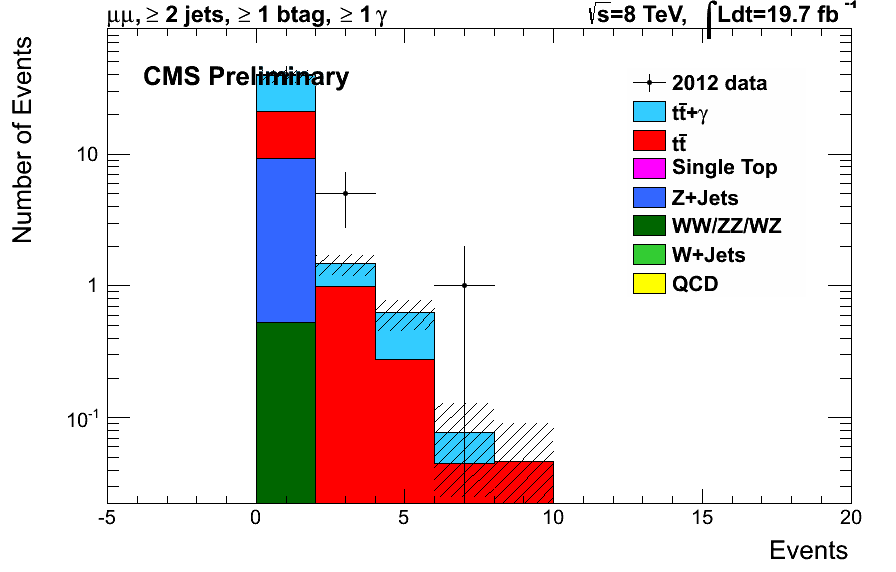 μμ, ≥ 2 jets, ≥ 1 btag, ≥ 1 γ
√s=8 TeV, ∫Ldt=19.7 fb⁻¹
CMS Preliminary
2012 data
tt̄+γ
tt̄
Single Top
Z+Jets
WW/ZZ/WZ
W+Jets
QCD
Number of Events
10
1
10⁻¹
-5 0 5 10 15 20
Events